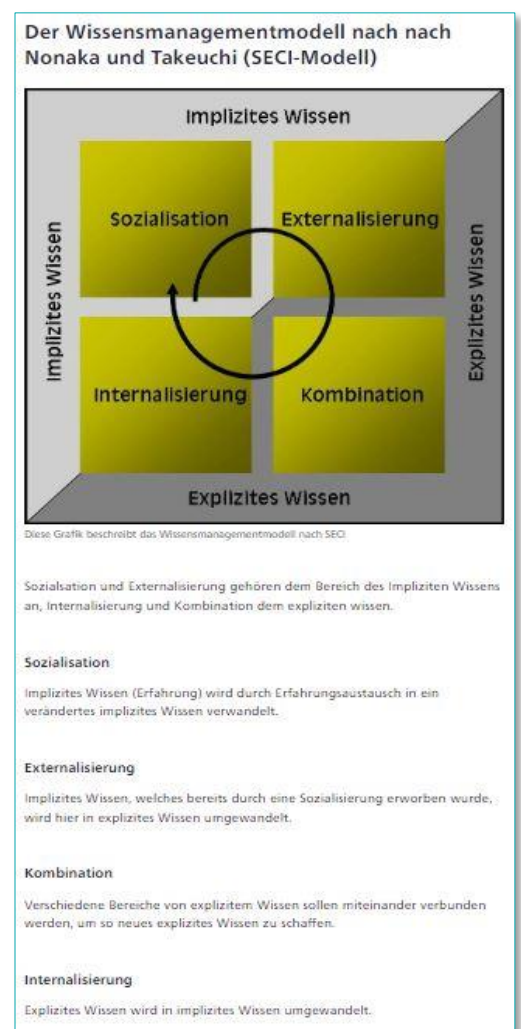 Der Wissensmanagementmodell nach nach
Nonaka und Takeuchi (SECI-Modell)
Implizites Wissen
Implizites Wissen
Sozialisation
Externalisierung
Explizites Wissen
Internalisierung
Kombination
Explizites Wissen
Diese Grafik beschreibt das Wissensmanagementmodell nach SECI
Sozialsation und Externalisierung gehören dem Bereich des Impliziten Wissens
an, Internalisierung und Kombination dem expliziten wissen.
Sozialisation
Implizites Wissen (Erfahrung) wird durch Erfahrungsaustausch in ein
verändertes implizites Wissen verwandelt.
Externalisierung
Implizites Wissen, welches bereits durch eine Sozialisierung erworben wurde,
wird hier in explizites Wissen umgewandelt.
Kombination
Verschiedene Bereiche von explizitem Wissen sollen miteinander verbunden
werden, um so neues explizites Wissen zu schaffen.
Internalisierung
Explizites Wissen wird in implizites Wissen umgewandelt.